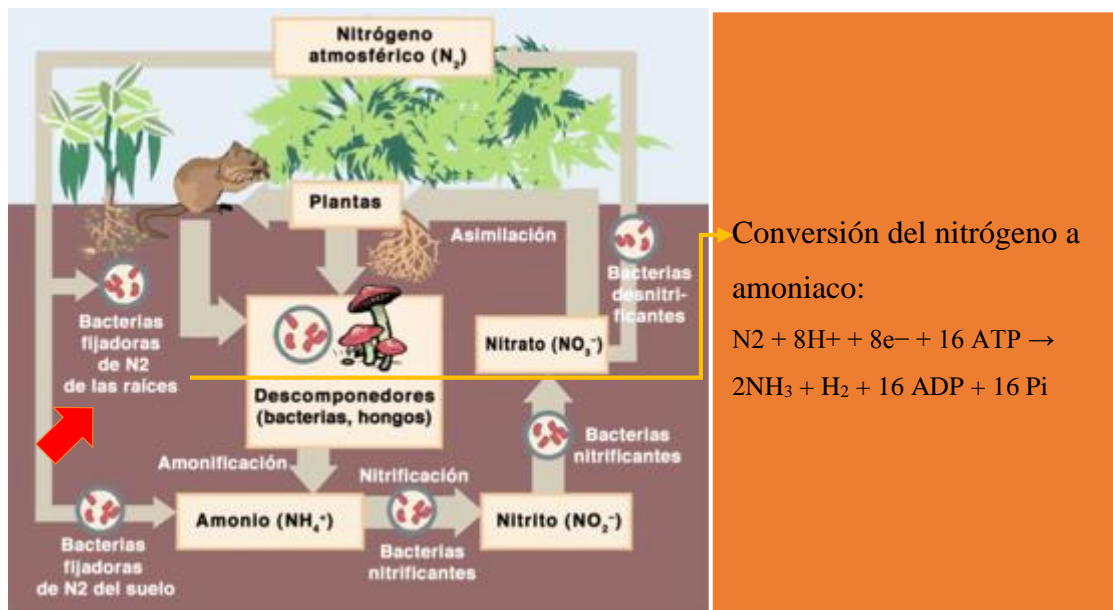 Nitrógeno
atmosférico (N₂)
Plantas
Asimilación
Bacterias
desnitri-
ficantes
Bacterias
fijadoras
de N2
de las raíces
Nitrato (NO₃⁻)
Descomponedores
(bacterias, hongos)
Bacterias
nitrificantes
Amonificación
Nitrificación
Amonio (NH₄⁺)
Nitrito (NO₂⁻)
Bacterias
fijadoras
de N2 del suelo
Bacterias
nitrificantes
Conversión del nitrógeno a
amoniaco:
N2 + 8H+ + 8e− + 16 ATP →
2NH₃ + H₂ + 16 ADP + 16 Pi